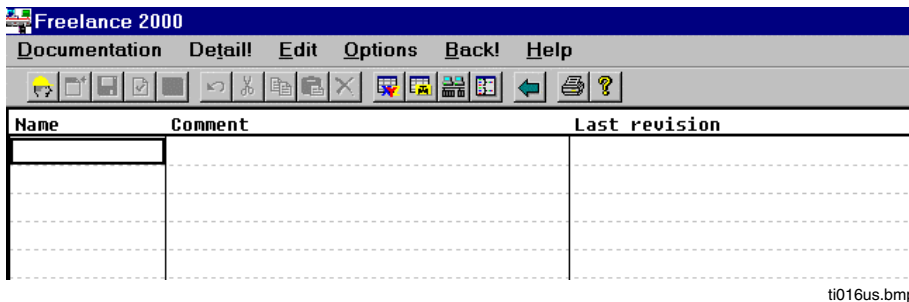 Freelance 2000
Documentation Detail! Edit Options Back! Help
Name Comment Last revision
ti016us.bmp